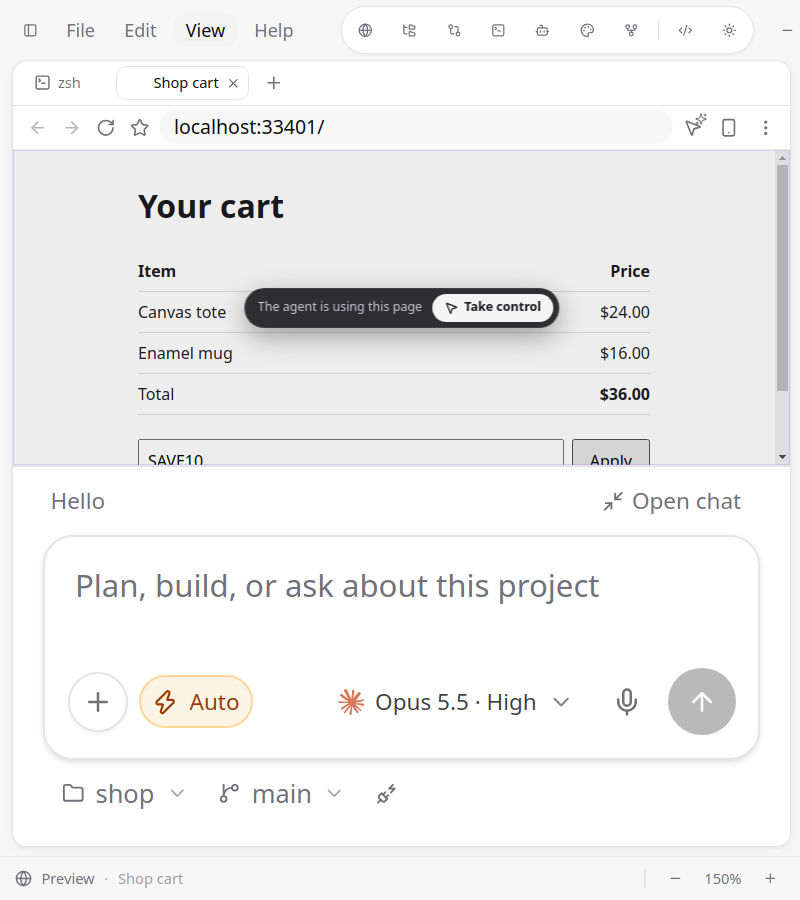 File Edit View Help
zsh Shop cart
localhost:33401/
Your cart
Item Price
The agent is using this page Take control
Canvas tote $24.00
Enamel mug $16.00
Total $36.00
SAVE10 Apply
Hello Open chat
Plan, build, or ask about this project
Auto Opus 5.5 · High
shop main
Preview · Shop cart 150%